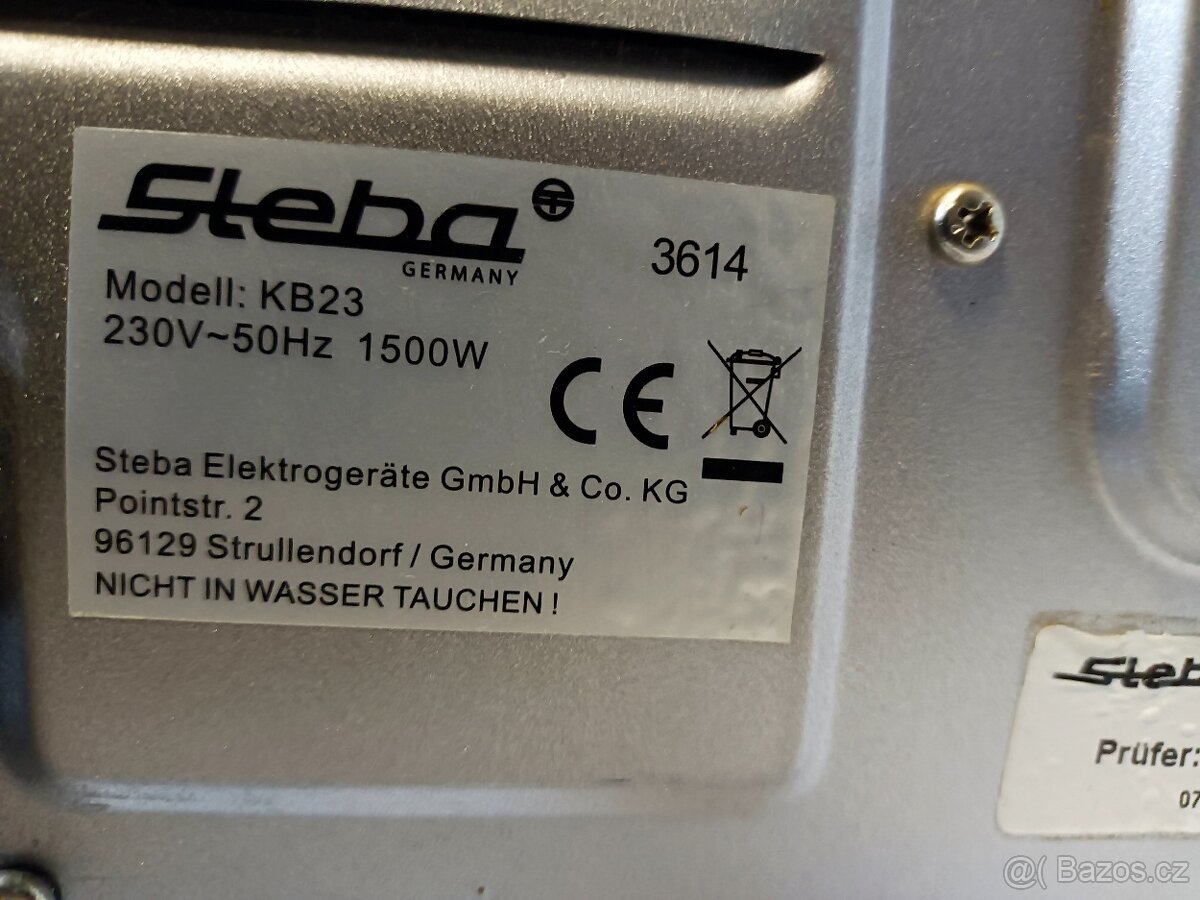 Steba
GERMANY
3614
Modell: KB23
230V~50Hz 1500W
CE
Steba Elektrogeräte GmbH & Co. KG
Pointstr. 2
96129 Strullendorf / Germany
NICHT IN WASSER TAUCHEN !
Steb
Prüfer:
07
@( Bazos.cz